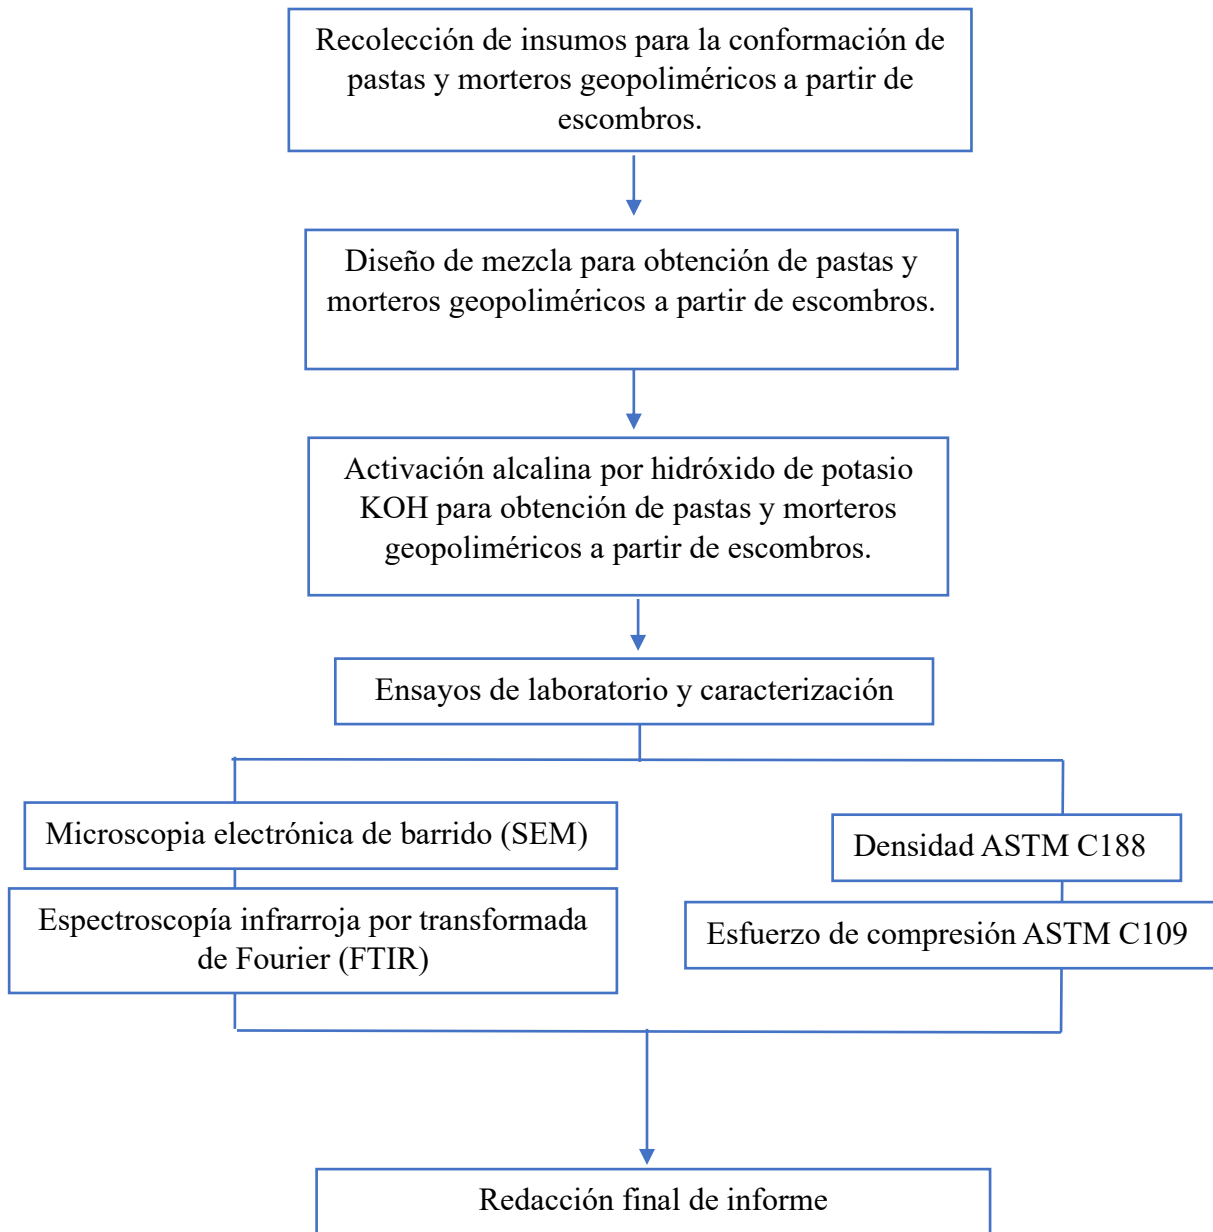 Recolección de insumos para la conformación de
pastas y morteros geopoliméricos a partir de
escombros.
Diseño de mezcla para obtención de pastas y
morteros geopoliméricos a partir de escombros.
Activación alcalina por hidróxido de potasio
KOH para obtención de pastas y morteros
geopoliméricos a partir de escombros.
Ensayos de laboratorio y caracterización
Microscopia electrónica de barrido (SEM)
Espectroscopía infrarroja por transformada
de Fourier (FTIR)
Densidad ASTM C188
Esfuerzo de compresión ASTM C109
Redacción final de informe